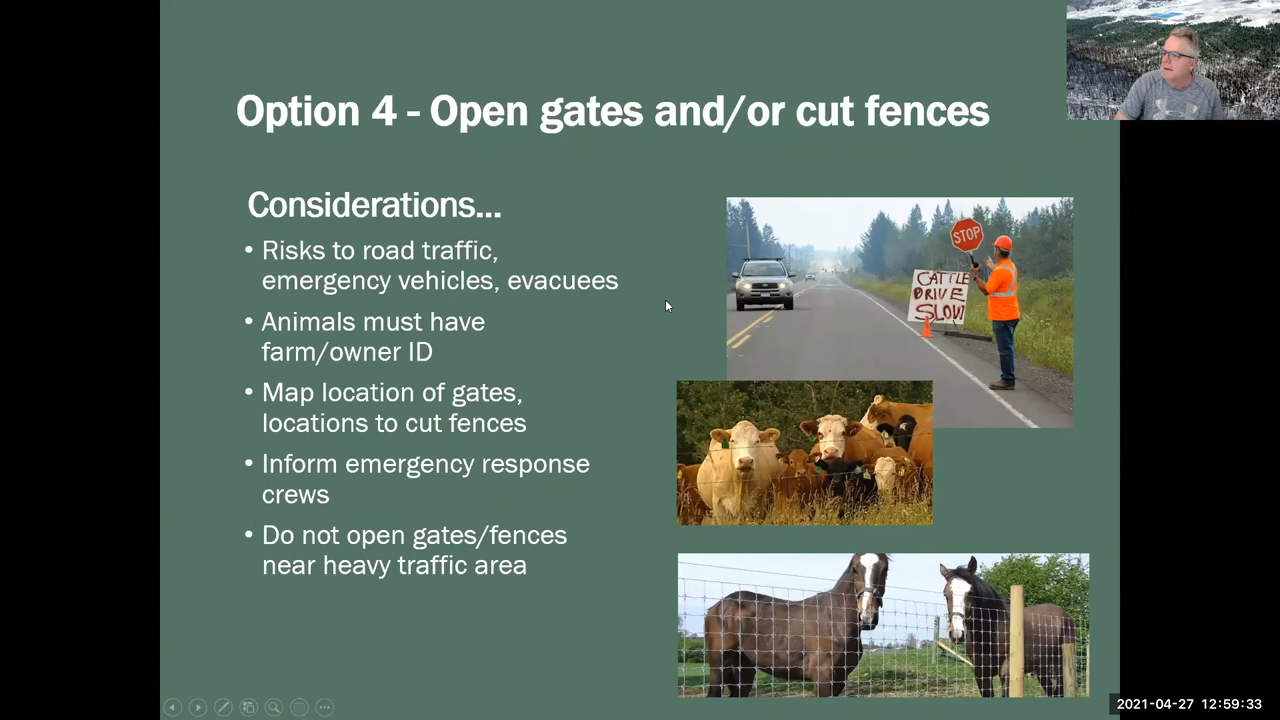 Option 4 - Open gates and/or cut fences
Considerations...
• Risks to road traffic,
emergency vehicles, evacuees
• Animals must have
farm/owner ID
• Map location of gates,
locations to cut fences
• Inform emergency response
crews
• Do not open gates/fences
near heavy traffic area
STOP
CATTLE
DRIVE
SLOW
2021-04-27 12:59:33